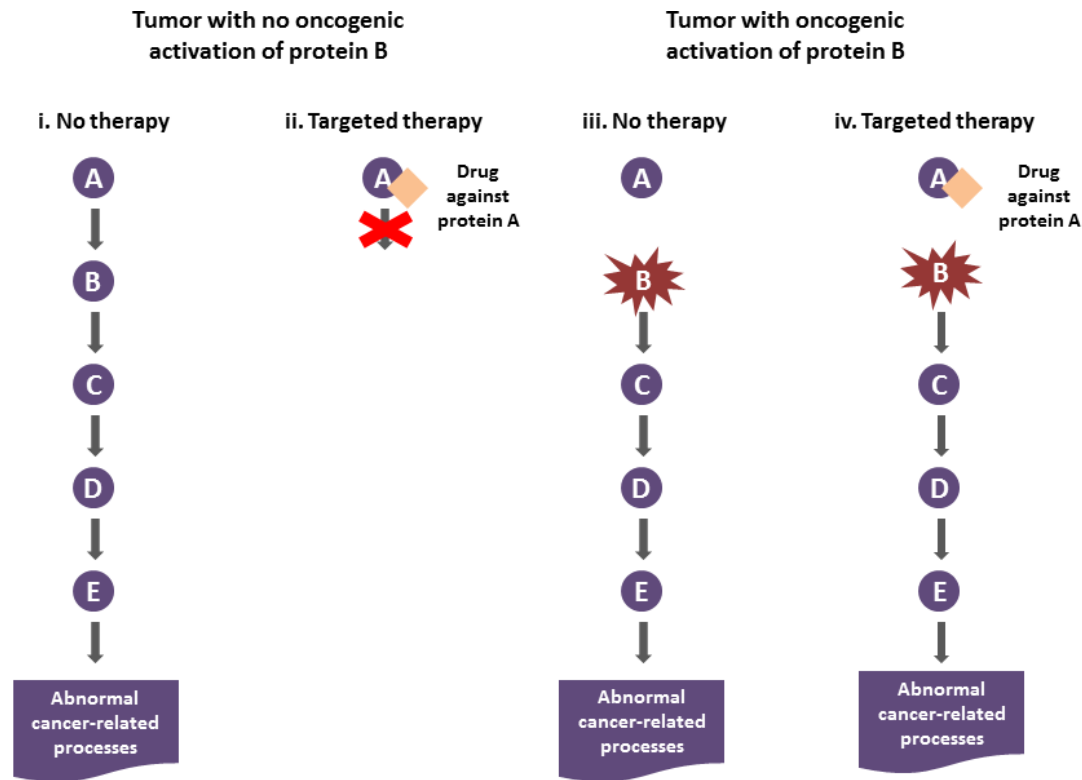 Tumor with no oncogenic
activation of protein B
Tumor with oncogenic
activation of protein B
i. No therapy
ii. Targeted therapy
iii. No therapy
iv. Targeted therapy
A
B
C
D
E
Abnormal
cancer-related
processes
A
Drug
against
protein A
A
B
C
D
E
Abnormal
cancer-related
processes
A
Drug
against
protein A
B
C
D
E
Abnormal
cancer-related
processes